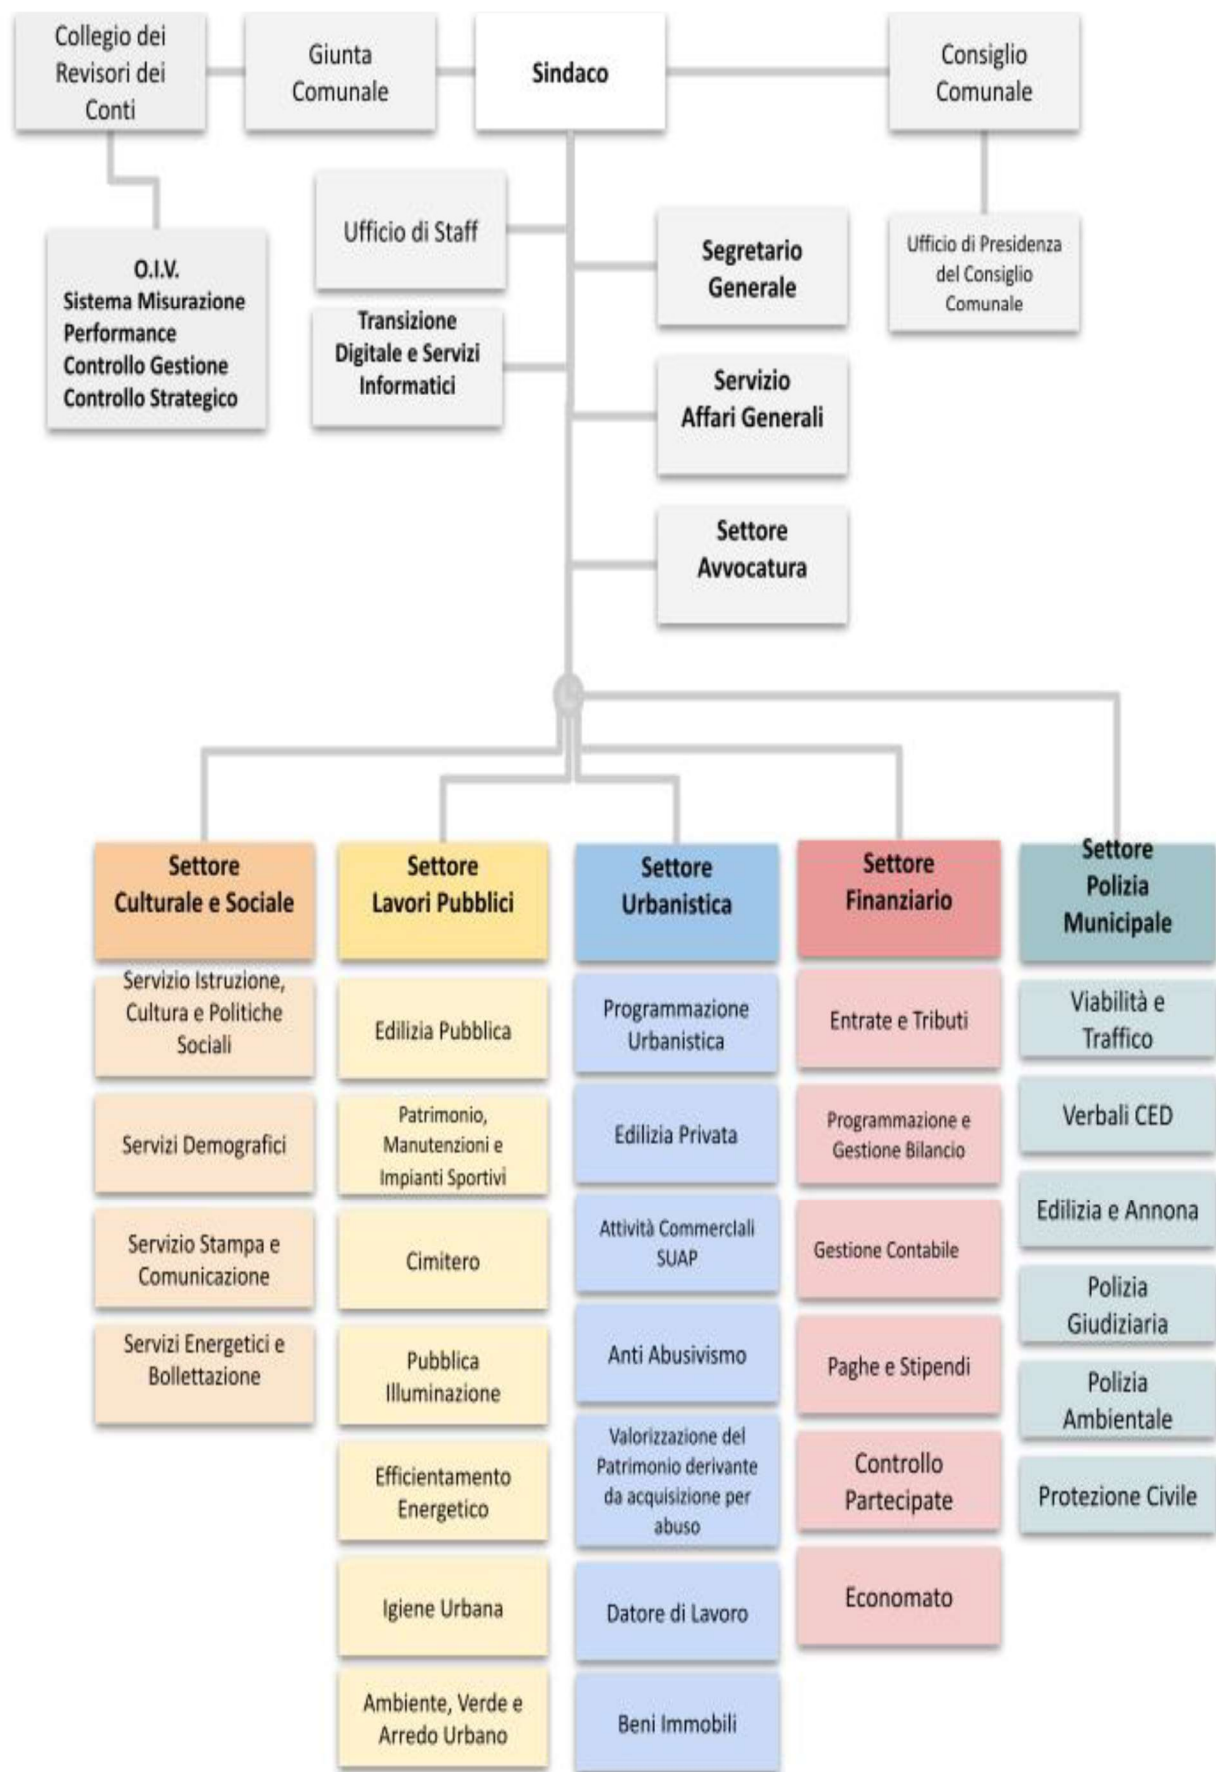 Collegio dei
Revisori dei
Conti
Giunta
Comunale
Sindaco
Consiglio
Comunale
O.I.V.
Sistema Misurazione
Performance
Controllo Gestione
Controllo Strategico
Ufficio di Staff
Transizione
Digitale e Servizi
Informatici
Segretario
Generale
Servizio
Affari Generali
Settore
Avvocatura
Ufficio di Presidenza
del Consiglio
Comunale
Settore
Culturale e Sociale
Servizio Istruzione,
Cultura e Politiche
Sociali
Servizi Demografici
Servizio Stampa e
Comunicazione
Servizi Energetici e
Bollettazione
Settore
Lavori Pubblici
Edilizia Pubblica
Patrimonio,
Manutenzioni e
Impianti Sportivi
Cimitero
Pubblica
Illuminazione
Efficientamento
Energetico
Igiene Urbana
Ambiente, Verde e
Arredo Urbano
Settore
Urbanistica
Programmazione
Urbanistica
Edilizia Privata
Attività CommercIali
SUAP
Anti Abusivismo
Valorizzazione del
Patrimonio derivante
da acquisizione per
abuso
Datore di Lavoro
Beni Immobili
Settore
Finanziario
Entrate e Tributi
Programmazione e
Gestione Bilancio
Gestione Contabile
Paghe e Stipendi
Controllo
Partecipate
Economato
Settore
Polizia
Municipale
Viabilità e
Traffico
Verbali CED
Edilizia e Annona
Polizia
Giudiziaria
Polizia
Ambientale
Protezione Civile